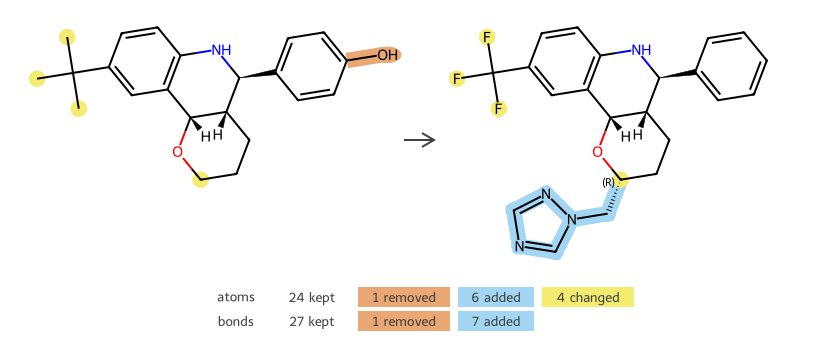 F
NH
NH
OH
F
F
H
H
H
H
O
O
(R)
N
N
N
atoms 24 kept 1 removed 6 added 4 changed
bonds 27 kept 1 removed 7 added